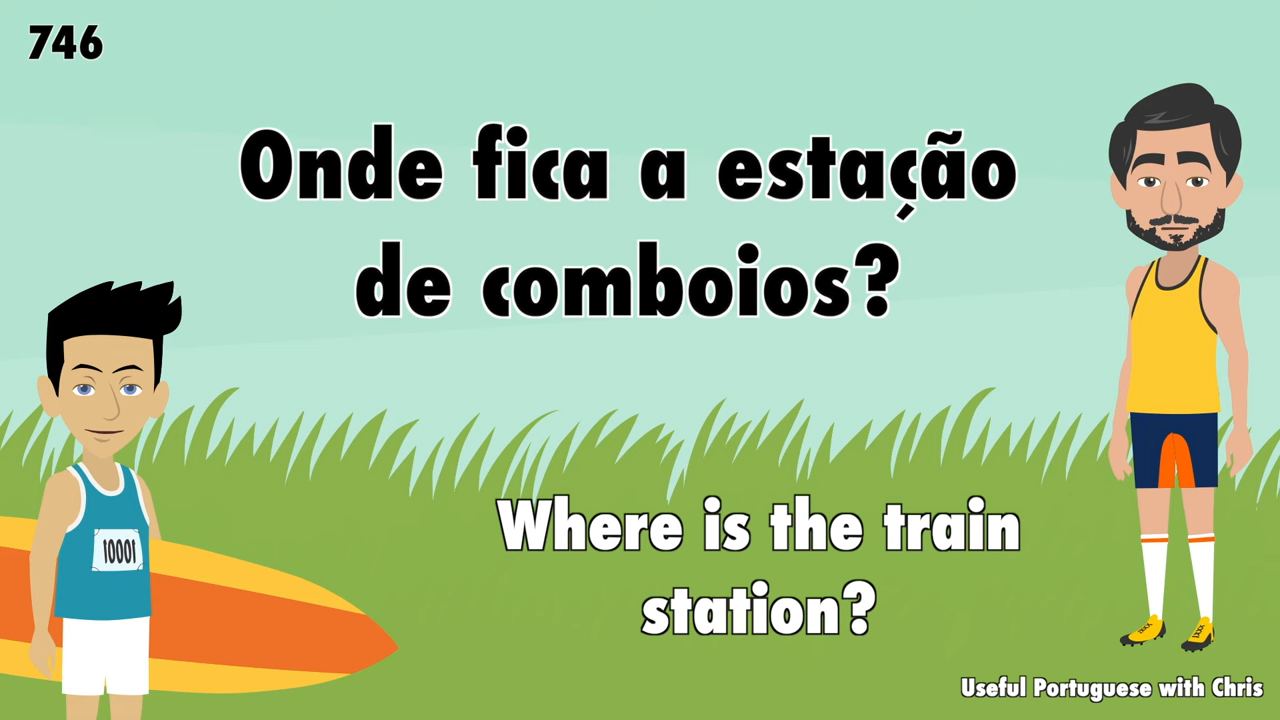 746
Onde fica a estação
de comboios?
10001
Where is the train
station?
Useful Portuguese with Chris